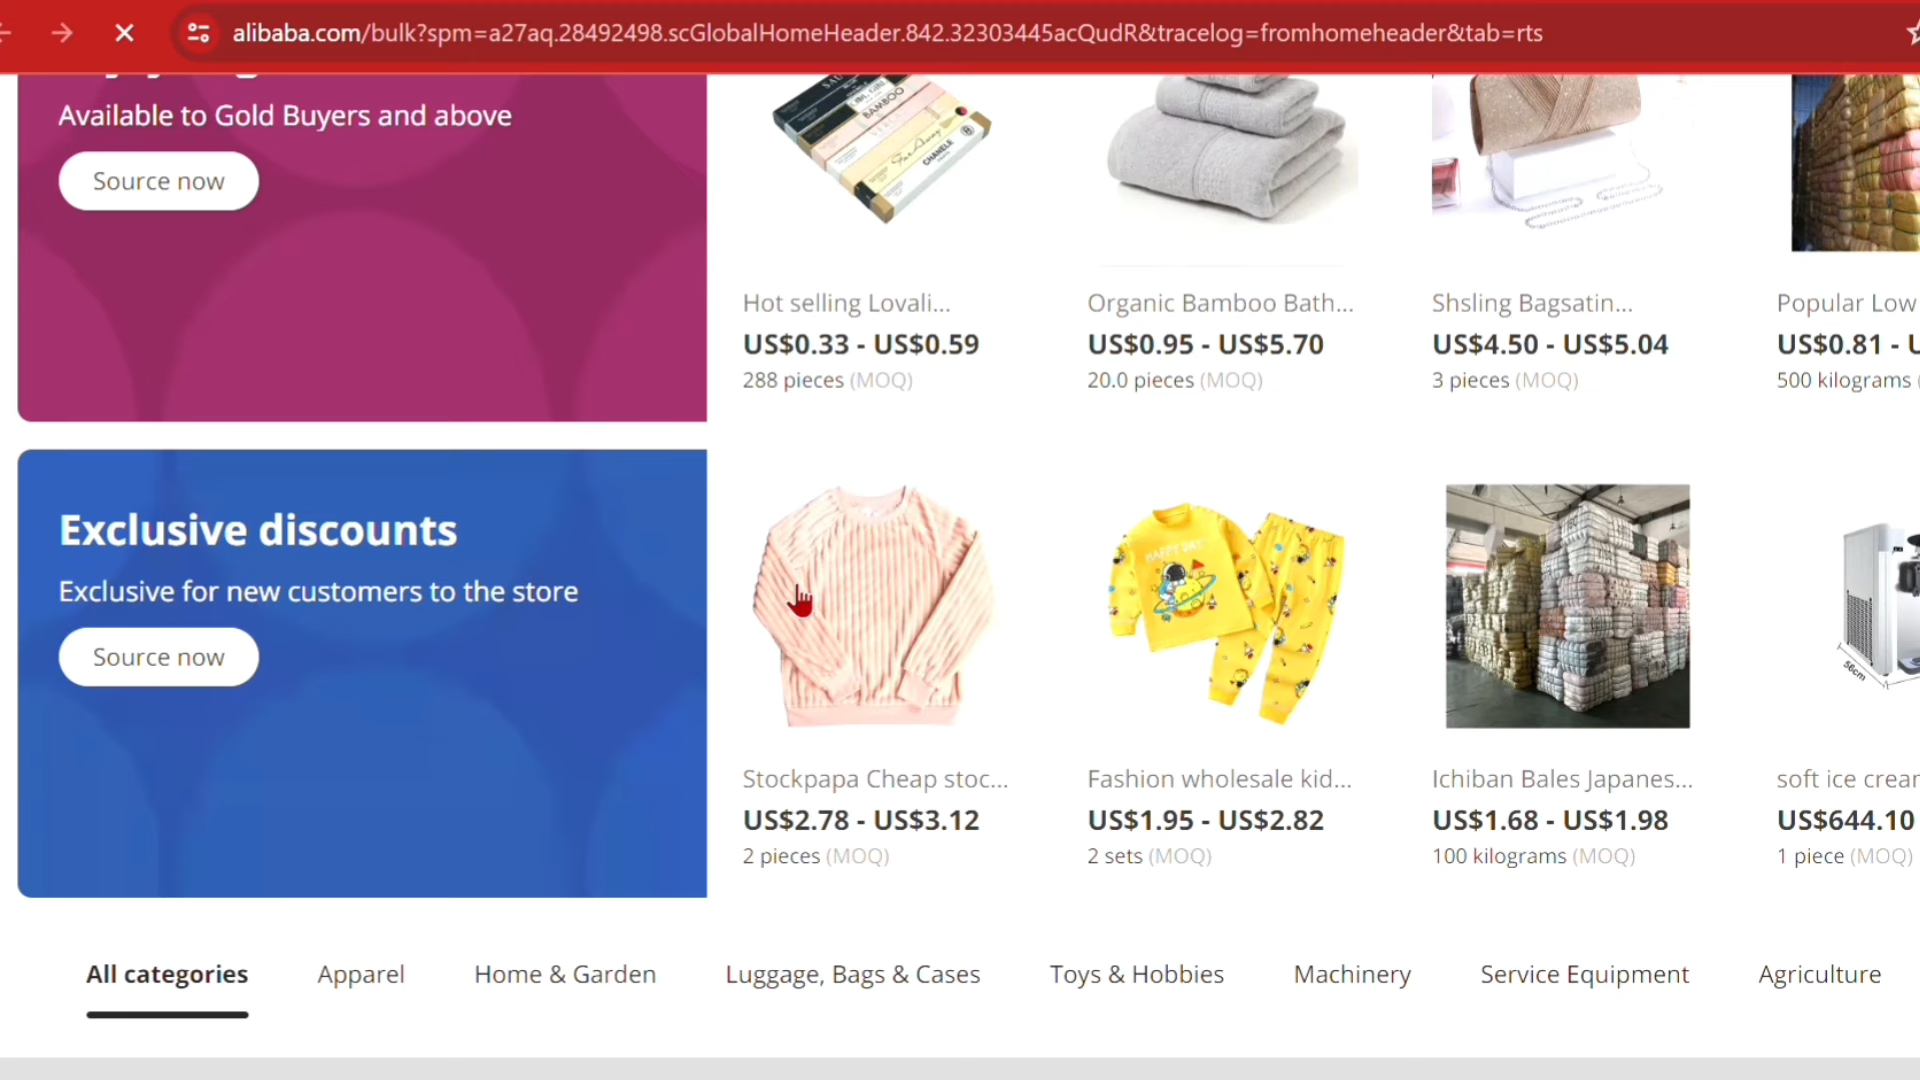 alibaba.com/bulk?spm=a27aq.28492498.scGlobalHomeHeader.842.32303445acQudR&tracelog=fromhomeheader&tab=rts
Available to Gold Buyers and above
Source now
BAMBOO
CHANELE
Hot selling Lovali...
US$0.33 - US$0.59
288 pieces (MOQ)
Organic Bamboo Bath...
US$0.95 - US$5.70
20.0 pieces (MOQ)
Shsling Bagsatin...
US$4.50 - US$5.04
3 pieces (MOQ)
Popular Low
US$0.81 - U
500 kilograms (
Exclusive discounts
Exclusive for new customers to the store
Source now
HAPPY DAY
56cm
Stockpapa Cheap stoc...
US$2.78 - US$3.12
2 pieces (MOQ)
Fashion wholesale kid...
US$1.95 - US$2.82
2 sets (MOQ)
Ichiban Bales Japanes...
US$1.68 - US$1.98
100 kilograms (MOQ)
soft ice crear
US$644.10
1 piece (MOQ)
All categories
Apparel
Home & Garden
Luggage, Bags & Cases
Toys & Hobbies
Machinery
Service Equipment
Agriculture